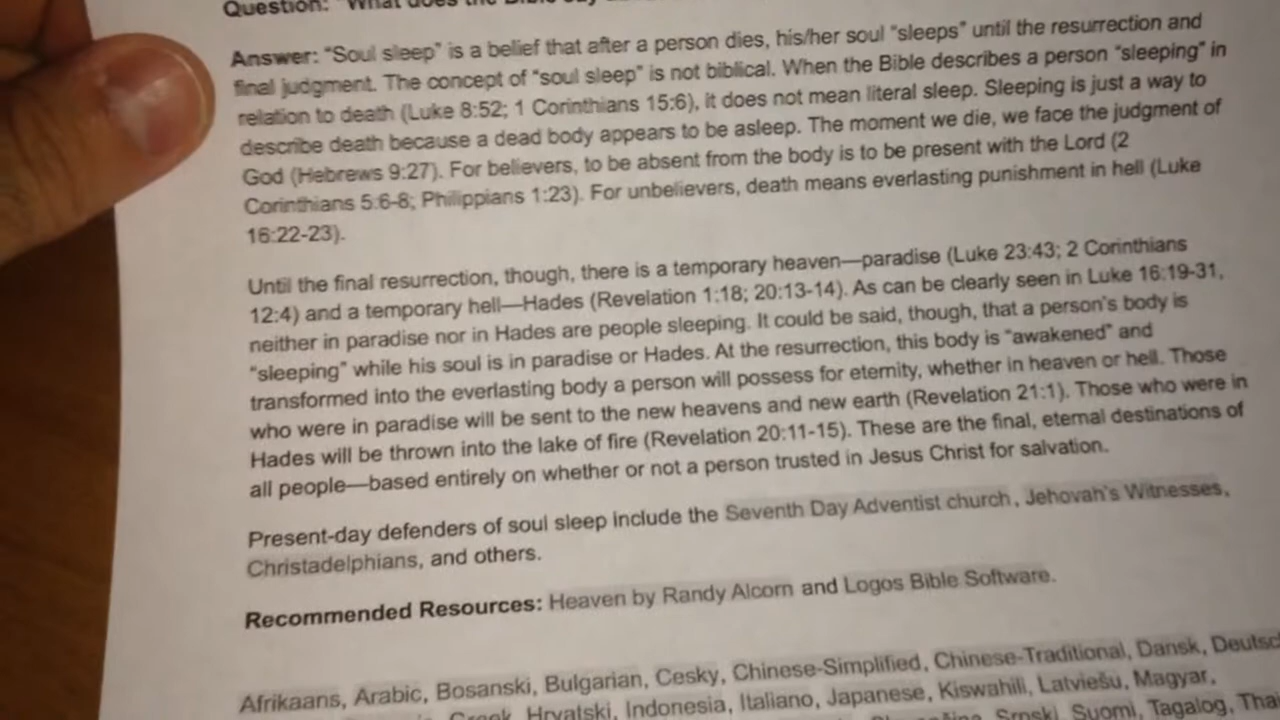 Question: "What does the Bible say
Answer: “Soul sleep” is a belief that after a person dies, his/her soul “sleeps” until the resurrection and
final judgment. The concept of “soul sleep” is not biblical. When the Bible describes a person “sleeping” in
relation to death (Luke 8:52; 1 Corinthians 15:6), it does not mean literal sleep. Sleeping is just a way to
describe death because a dead body appears to be asleep. The moment we die, we face the judgment of
God (Hebrews 9:27). For believers, to be absent from the body is to be present with the Lord (2
Corinthians 5:6-8; Philippians 1:23). For unbelievers, death means everlasting punishment in hell (Luke
16:22-23).
Until the final resurrection, though, there is a temporary heaven—paradise (Luke 23:43; 2 Corinthians
12:4) and a temporary hell—Hades (Revelation 1:18; 20:13-14). As can be clearly seen in Luke 16:19-31,
neither in paradise nor in Hades are people sleeping. It could be said, though, that a person's body is
“sleeping” while his soul is in paradise or Hades. At the resurrection, this body is “awakened” and
transformed into the everlasting body a person will possess for eternity, whether in heaven or hell. Those
who were in paradise will be sent to the new heavens and new earth (Revelation 21:1). Those who were in
Hades will be thrown into the lake of fire (Revelation 20:11-15). These are the final, eternal destinations of
all people—based entirely on whether or not a person trusted in Jesus Christ for salvation.
Present-day defenders of soul sleep include the Seventh Day Adventist church, Jehovah's Witnesses,
Christadelphians, and others.
Recommended Resources: Heaven by Randy Alcorn and Logos Bible Software.
Afrikaans, Arabic, Bosanski, Bulgarian, Cesky, Chinese-Simplified, Chinese-Traditional, Dansk, Deutsc
Greek, Hrvatski, Indonesia, Italiano, Japanese, Kiswahili, Latviešu, Magyar,
Srpski, Suomi, Tagalog, Thai